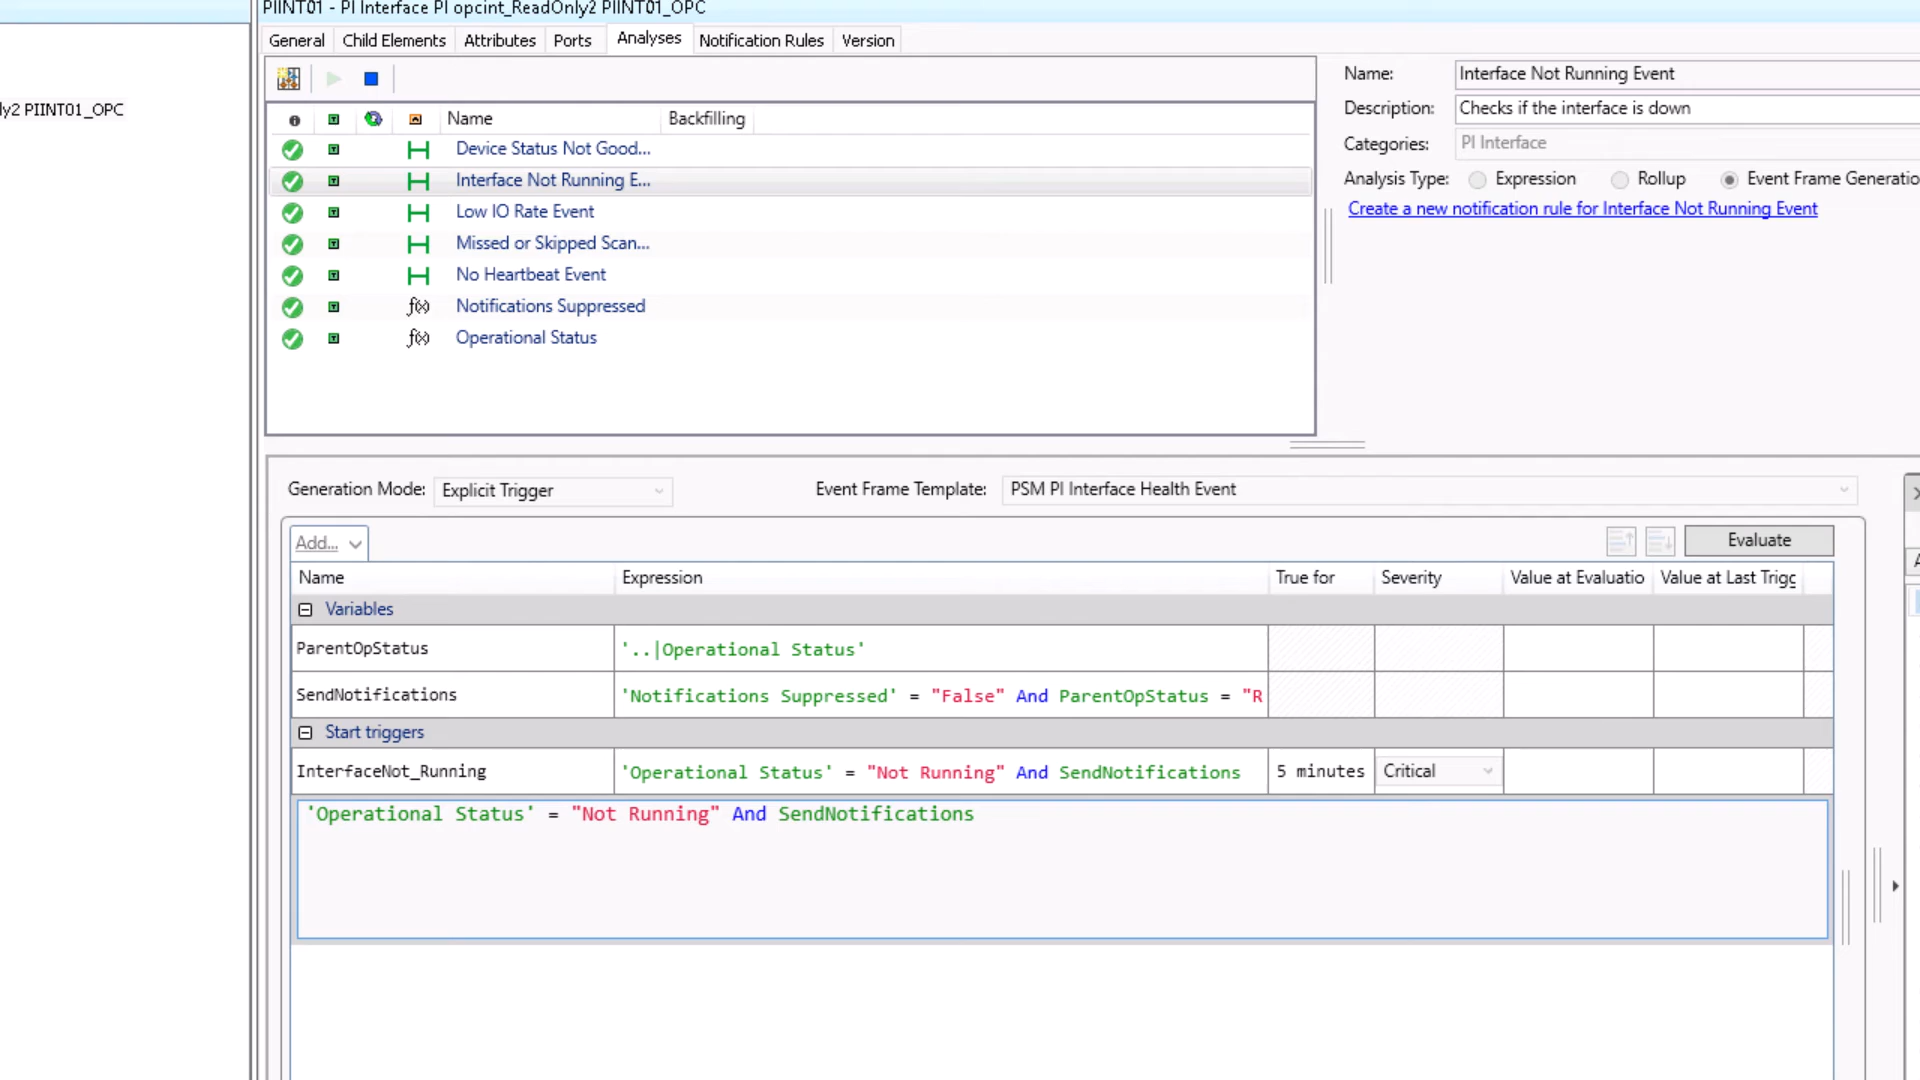 PIINT01 - PI Interface PI opcint_ReadOnly2 PIINT01_OPC
General Child Elements Attributes Ports Analyses Notification Rules Version
ly2 PIINT01_OPC
Name: Interface Not Running Event
Description: Checks if the interface is down
Categories: PI Interface
Analysis Type: Expression Rollup Event Frame Generatio
Create a new notification rule for Interface Not Running Event
Name Backfilling
Device Status Not Good...
Interface Not Running E...
Low IO Rate Event
Missed or Skipped Scan...
No Heartbeat Event
f(x) Notifications Suppressed
f(x) Operational Status
Generation Mode: Explicit Trigger Event Frame Template: PSM PI Interface Health Event
Add... Evaluate
Name Expression True for Severity Value at Evaluatio Value at Last Trigg
Variables
ParentOpStatus '..|Operational Status'
SendNotifications 'Notifications Suppressed' = "False" And ParentOpStatus = "R
Start triggers
InterfaceNot_Running 'Operational Status' = "Not Running" And SendNotifications 5 minutes Critical
'Operational Status' = "Not Running" And SendNotifications